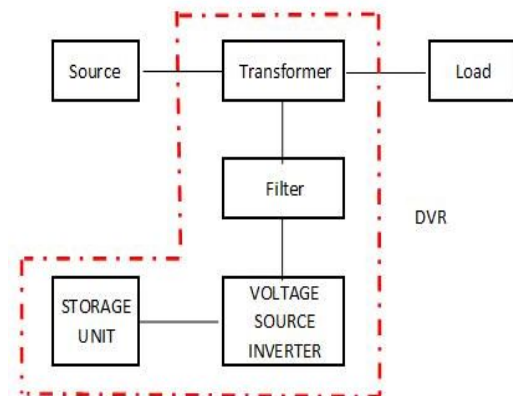 Source
Transformer
Load
Filter
DVR
STORAGE
UNIT
VOLTAGE
SOURCE
INVERTER